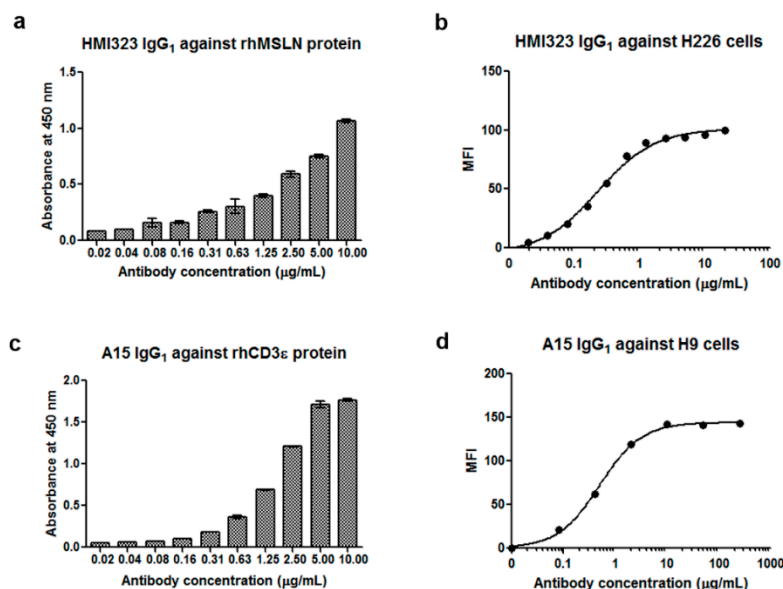 a
HMI323 IgG₁ against rhMSLN protein
Absorbance at 450 nm
1.5
1.0
0.5
0.0
0.02 0.04 0.08 0.16 0.31 0.63 1.25 2.50 5.00 10.00
Antibody concentration (μg/mL)
b
HMI323 IgG₁ against H226 cells
MFI
150
100
50
0
0 0.1 1 10 100
Antibody concentration (μg/mL)
c
A15 IgG₁ against rhCD3ε protein
Absorbance at 450 nm
2.0
1.5
1.0
0.5
0.0
0.02 0.04 0.08 0.16 0.31 0.63 1.25 2.50 5.00 10.00
Antibody concentration (μg/mL)
d
A15 IgG₁ against H9 cells
MFI
200
150
100
50
0
0 0.1 1 10 100 1000
Antibody concentration (μg/mL)